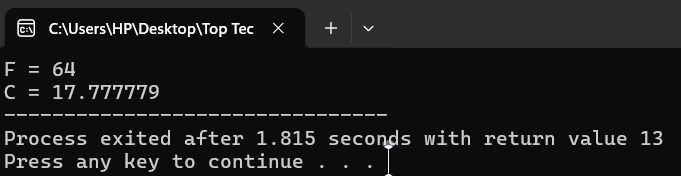 C:\Users\HP\Desktop\Top Tec
F = 64
C = 17.777779
--------------------------------
Process exited after 1.815 seconds with return value 13
Press any key to continue . . .